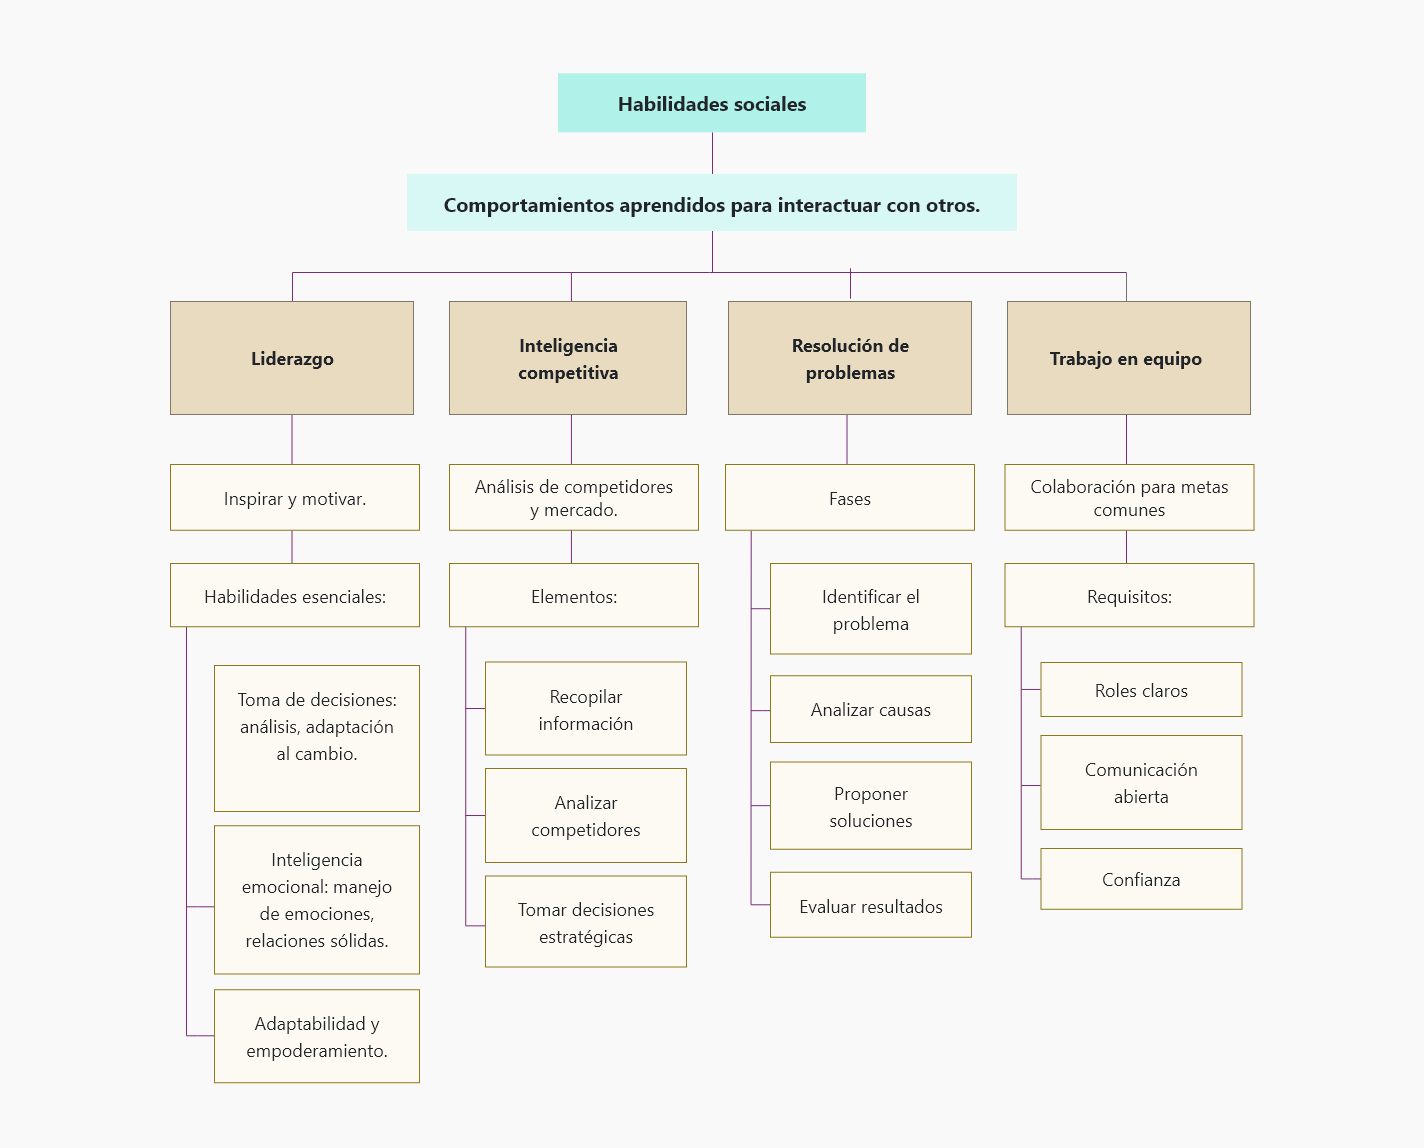 Habilidades sociales
Comportamientos aprendidos para interactuar con otros.
Liderazgo
Inteligencia
competitiva
Resolución de
problemas
Trabajo en equipo
Inspirar y motivar.
Análisis de competidores
y mercado.
Fases
Colaboración para metas
comunes
Habilidades esenciales:
Elementos:
Identificar el
problema
Requisitos:
Toma de decisiones:
análisis, adaptación
al cambio.
Recopilar
información
Analizar causas
Roles claros
Inteligencia
emocional: manejo
de emociones,
relaciones sólidas.
Analizar
competidores
Proponer
soluciones
Comunicación
abierta
Tomar decisiones
estratégicas
Evaluar resultados
Confianza
Adaptabilidad y
empoderamiento.